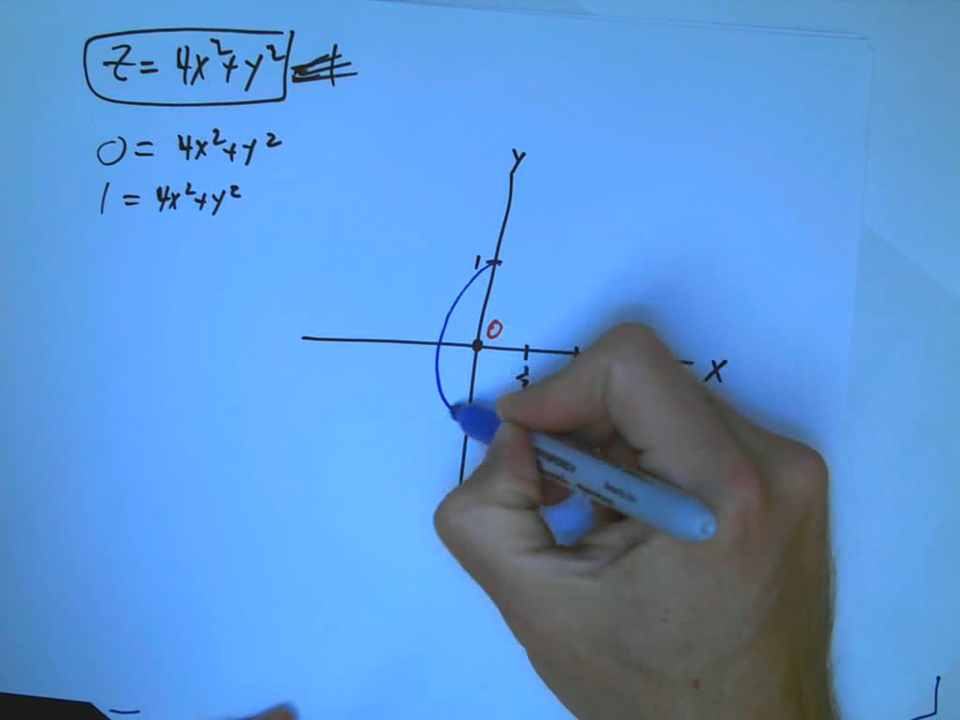 z = 4x²+y²
0 = 4x²+y²
1 = 4x²+y²
y
1
0
x